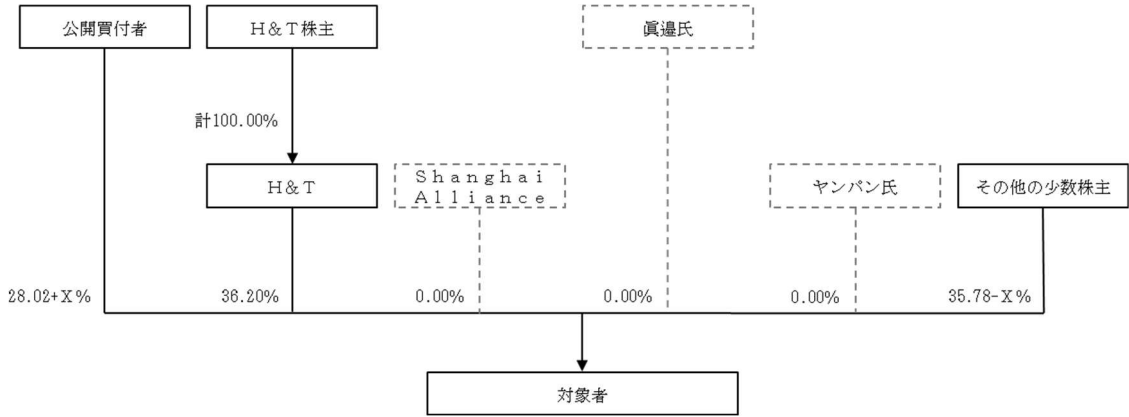 公開買付者
Ｈ＆Ｔ株主
眞邉氏
計100.00%
Ｈ＆Ｔ
Ｓｈａｎｇｈａｉ
Ａｌｌｉａｎｃｅ
ヤンパン氏
その他の少数株主
28.02+Ｘ%
36.20%
0.00%
0.00%
0.00%
35.78-Ｘ%
対象者